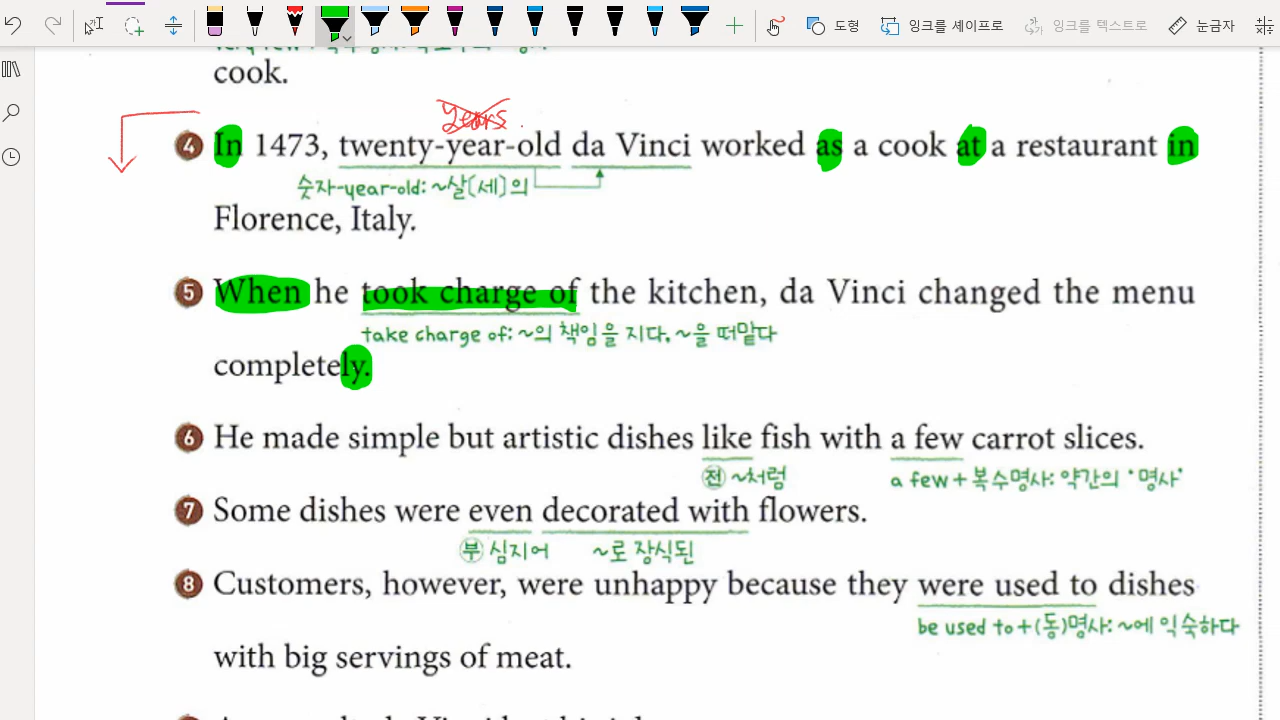 도형
잉크를 셰이프로
잉크를 텍스트로
눈금자
cook.
years
4 In 1473, twenty-year-old da Vinci worked as a cook at a restaurant in
숫자-year-old: ~살(세)의
Florence, Italy.
5 When he took charge of the kitchen, da Vinci changed the menu
take charge of: ~의 책임을 지다, ~을 떠맡다
completely.
6 He made simple but artistic dishes like fish with a few carrot slices.
전 ~처럼
a few + 복수명사: 약간의 '명사'
7 Some dishes were even decorated with flowers.
부 심지어
~로 장식된
8 Customers, however, were unhappy because they were used to dishes
be used to + (동)명사: ~에 익숙하다
with big servings of meat.